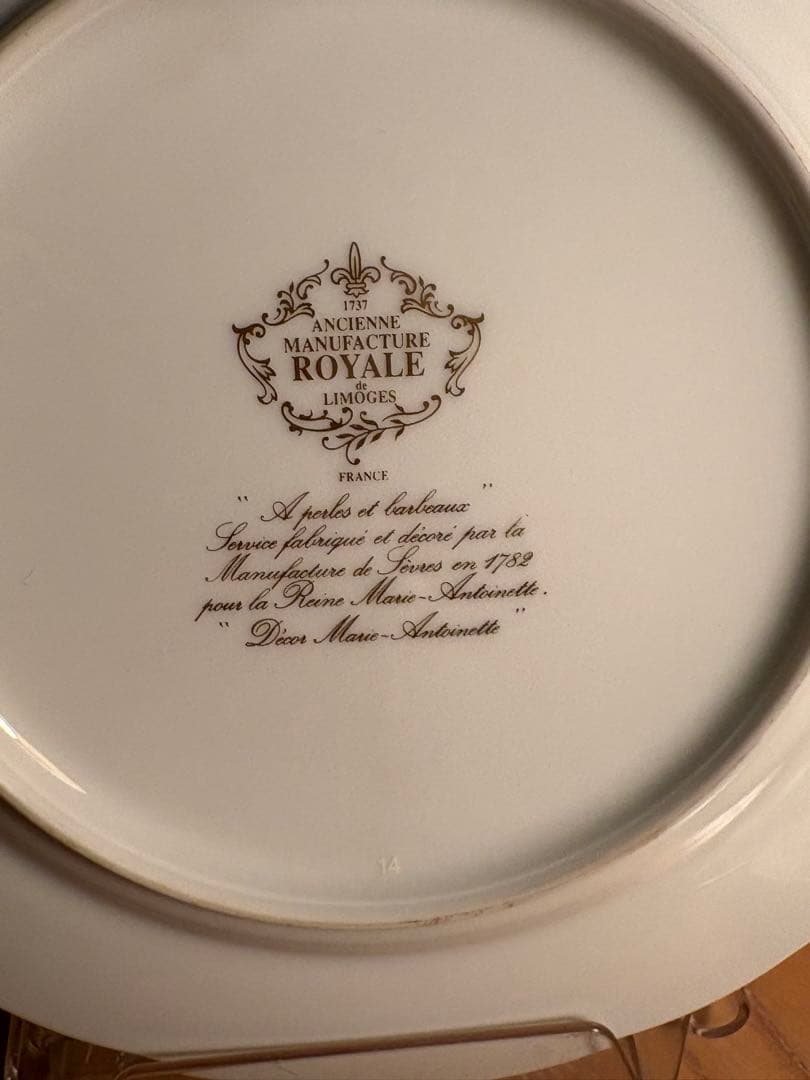 1737
ANCIENNE
MANUFACTURE
ROYALE
de
LIMOGES
FRANCE
" A perles et barbeaux "
Service fabriqué et décoré par la
Manufacture de Sèvres en 1782
pour la Reine Marie-Antoinette.
" Décor Marie-Antoinette "
14